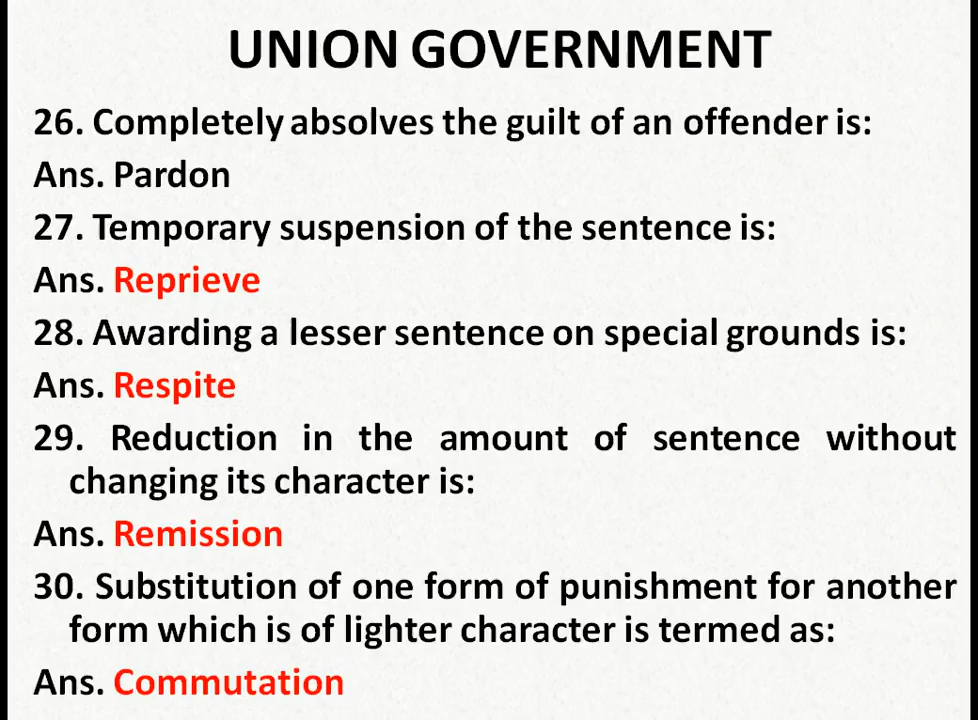 UNION GOVERNMENT
26. Completely absolves the guilt of an offender is:
Ans. Pardon
27. Temporary suspension of the sentence is:
Ans. Reprieve
28. Awarding a lesser sentence on special grounds is:
Ans. Respite
29. Reduction in the amount of sentence without
changing its character is:
Ans. Remission
30. Substitution of one form of punishment for another
form which is of lighter character is termed as:
Ans. Commutation